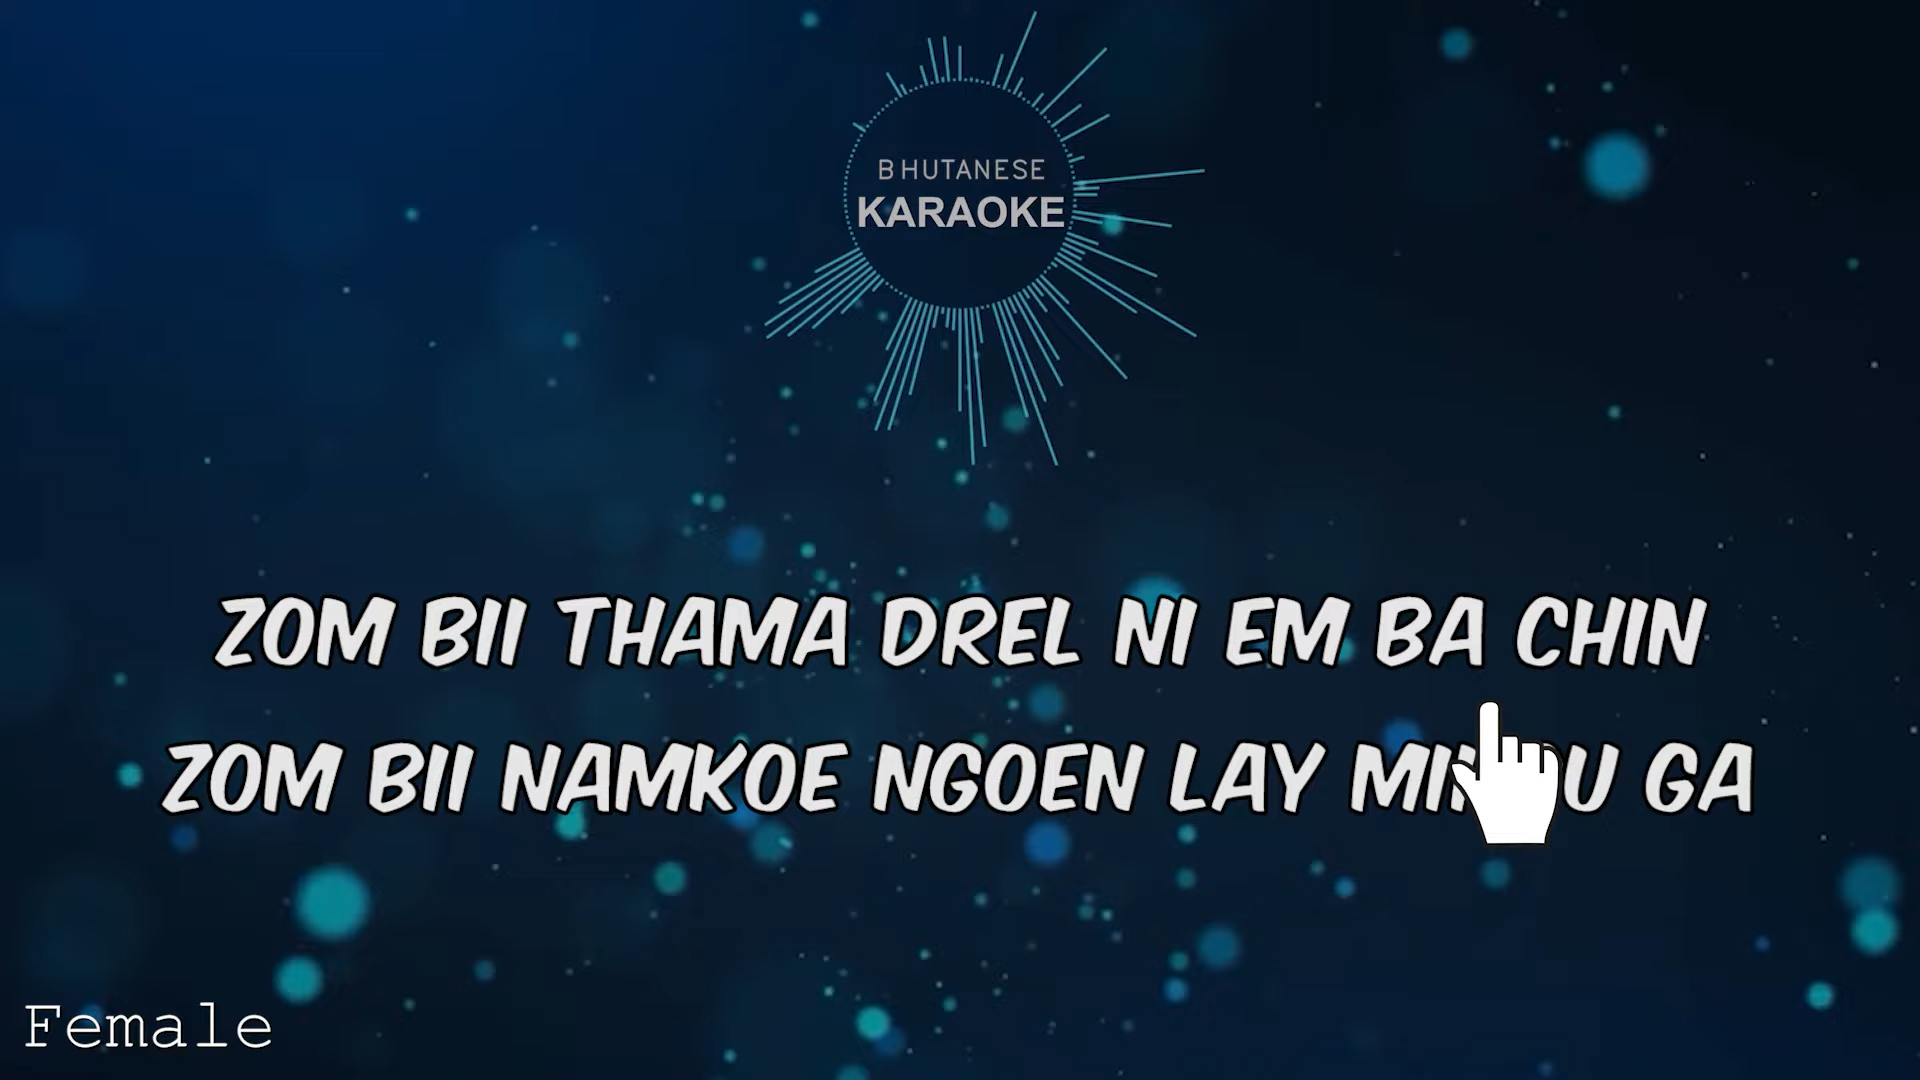 BHUTANESE
KARAOKE
ZOM BII THAMA DREL NI EM BA CHIN
ZOM BII NAMKOE NGOEN LAY GA
Female